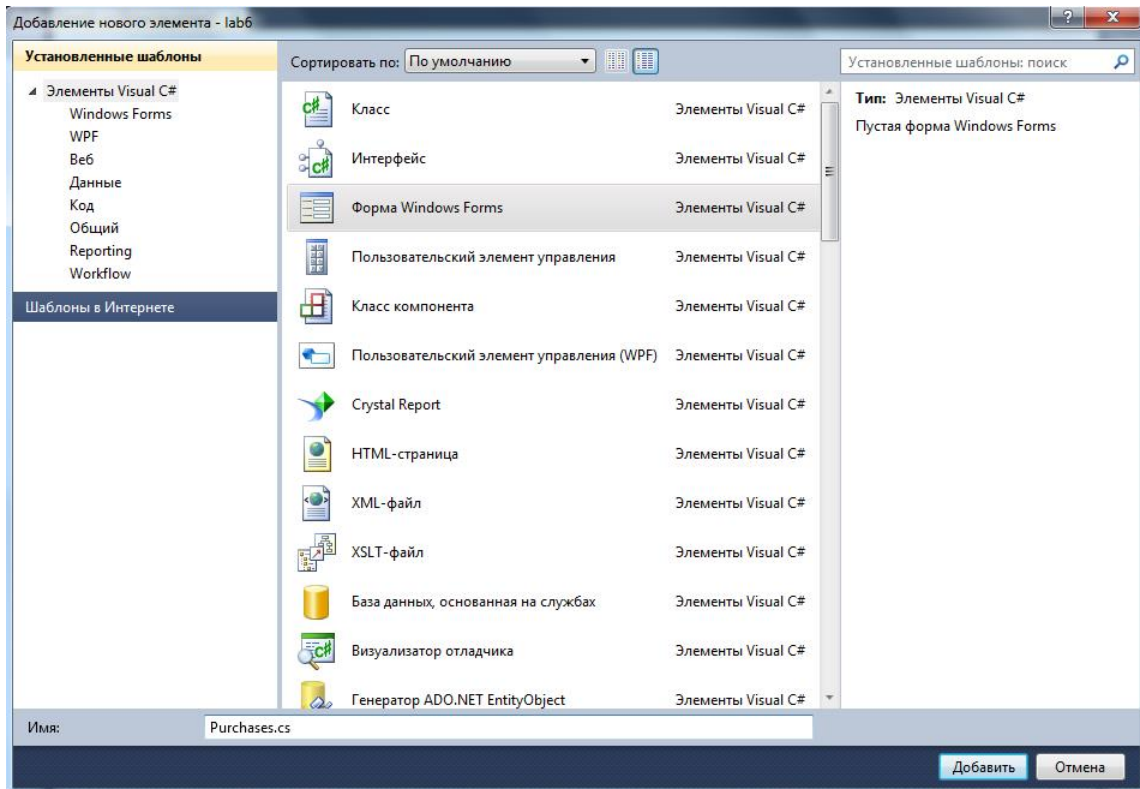 Добавление нового элемента - lab6
Установленные шаблоны
Элементы Visual C#
Windows Forms
WPF
Веб
Данные
Код
Общий
Reporting
Workflow
Шаблоны в Интернете
Сортировать по: По умолчанию
Класс Элементы Visual C#
Интерфейс Элементы Visual C#
Форма Windows Forms Элементы Visual C#
Пользовательский элемент управления Элементы Visual C#
Класс компонента Элементы Visual C#
Пользовательский элемент управления (WPF) Элементы Visual C#
Crystal Report Элементы Visual C#
HTML-страница Элементы Visual C#
XML-файл Элементы Visual C#
XSLT-файл Элементы Visual C#
База данных, основанная на службах Элементы Visual C#
Визуализатор отладчика Элементы Visual C#
Генератор ADO.NET EntityObject Элементы Visual C#
Установленные шаблоны: поиск
Тип: Элементы Visual C#
Пустая форма Windows Forms
Имя: Purchases.cs
Добавить Отмена